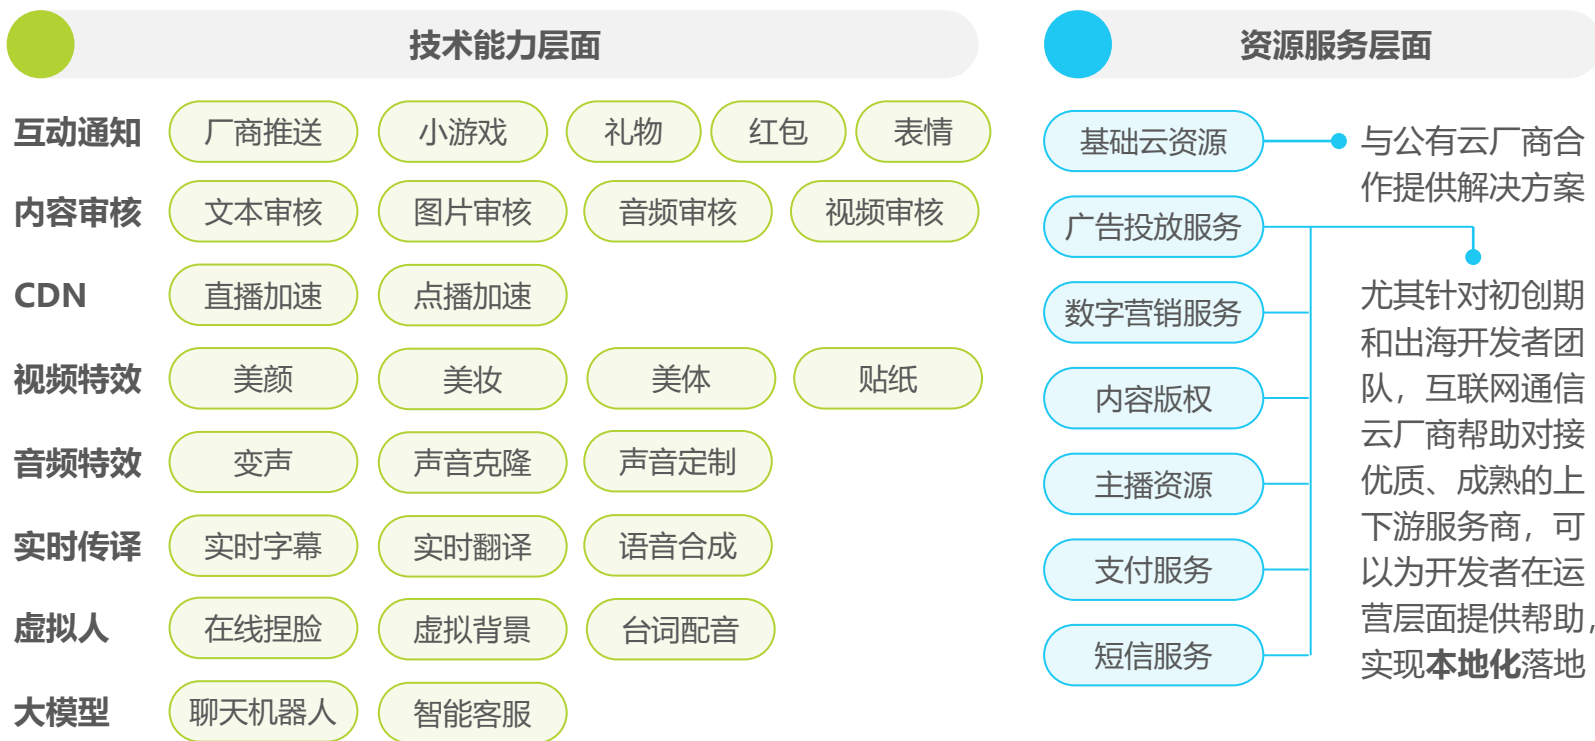 技术能力层面
互动通知 厂商推送 小游戏 礼物 红包 表情
内容审核 文本审核 图片审核 音频审核 视频审核
CDN 直播加速 点播加速
视频特效 美颜 美妆 美体 贴纸
音频特效 变声 声音克隆 声音定制
实时传译 实时字幕 实时翻译 语音合成
虚拟人 在线捏脸 虚拟背景 台词配音
大模型 聊天机器人 智能客服
资源服务层面
基础云资源
与公有云厂商合
作提供解决方案
广告投放服务
数字营销服务
内容版权
主播资源
支付服务
短信服务
尤其针对初创期
和出海开发者团
队，互联网通信
云厂商帮助对接
优质、成熟的上
下游服务商，可
以为开发者在运
营层面提供帮助，
实现本地化落地